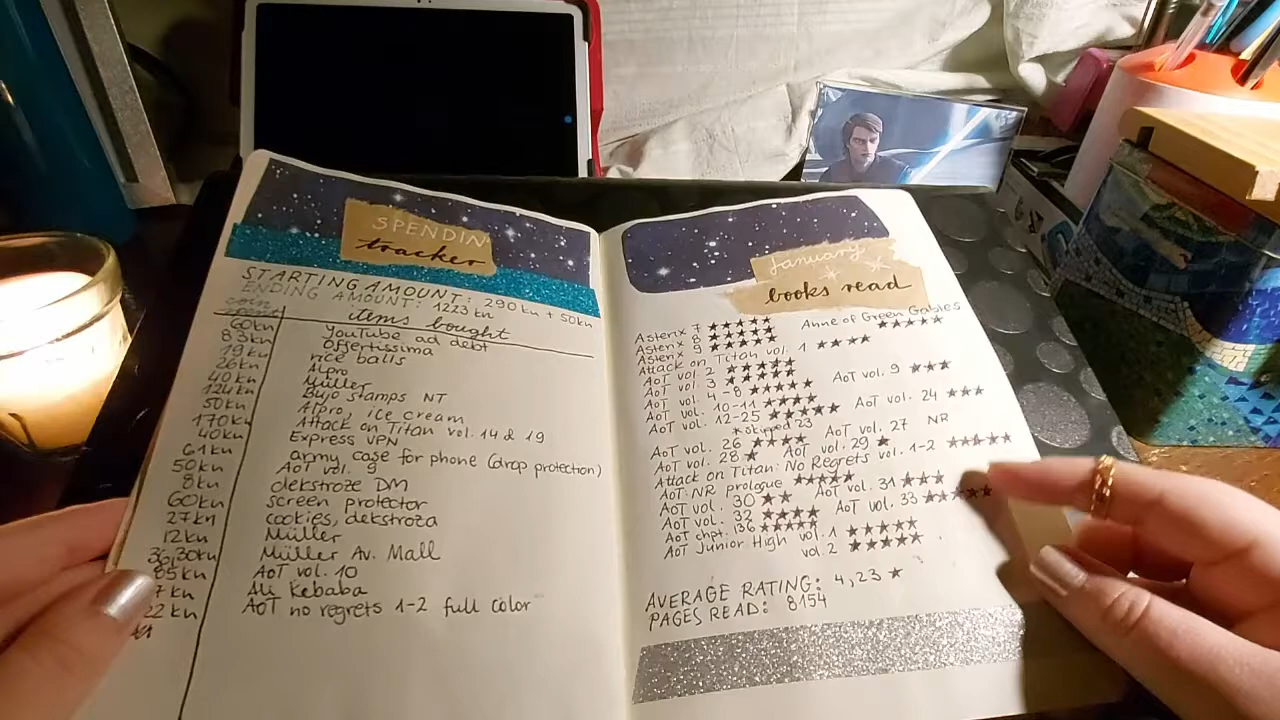 SPENDIN
tracker
STARTING AMOUNT: 290kn + 50kn
ENDING AMOUNT: 1223 kn
items bought
60kn YouTube ad debt
83kn offertissima
rice balls
26kn Alpro
40kn Müller
124kn Bujo stamps NT
50kn Alpro, ice cream
170kn Attack on Titan vol. 14 & 19
40kn Express VPN
61kn army case for phone (drop protection)
50kn AoT vol. 9
8kn dekstroze DM
60kn screen protector
27kn cookies, dekstroza
12kn Müller
36,30kn Müller Av. Mall
85kn AoT vol. 10
7kn Ali Kebaba
22kn AoT no regrets 1-2 full color
January
books read
Asterix 7 ★★★★★ Anne of Green Gables
Asterix 8 ★★★★★ ★★★★★
Asterix 9 ★★★★★
Attack on Titan vol. 1 ★★★★
AoT vol. 2 ★★★★★
AoT vol. 3 ★★★★★ AoT vol. 9 ★★★
AoT vol. 4-8 ★★★★★
AoT vol. 10-11 ★★★★★ AoT vol. 24 ★★★
AoT vol. 12-25 ★★★★★
*skipped 23
AoT vol. 26 ★★★★ AoT vol. 27 NR
AoT vol. 28 ★ AoT vol. 29 ★
Attack on Titan: No Regrets vol. 1-2 ★★★★★
AoT: NR prologue ★★★★★
AoT vol. 30 ★★ AoT vol. 31 ★★★
AoT vol. 32 ★★★★ AoT vol. 33 ★★★★★
AoT chpt. 136 ★★★★★
AoT Junior High vol. 1 ★★★★★
vol. 2 ★★★★★
AVERAGE RATING: 4,23 ★
PAGES READ: 8154